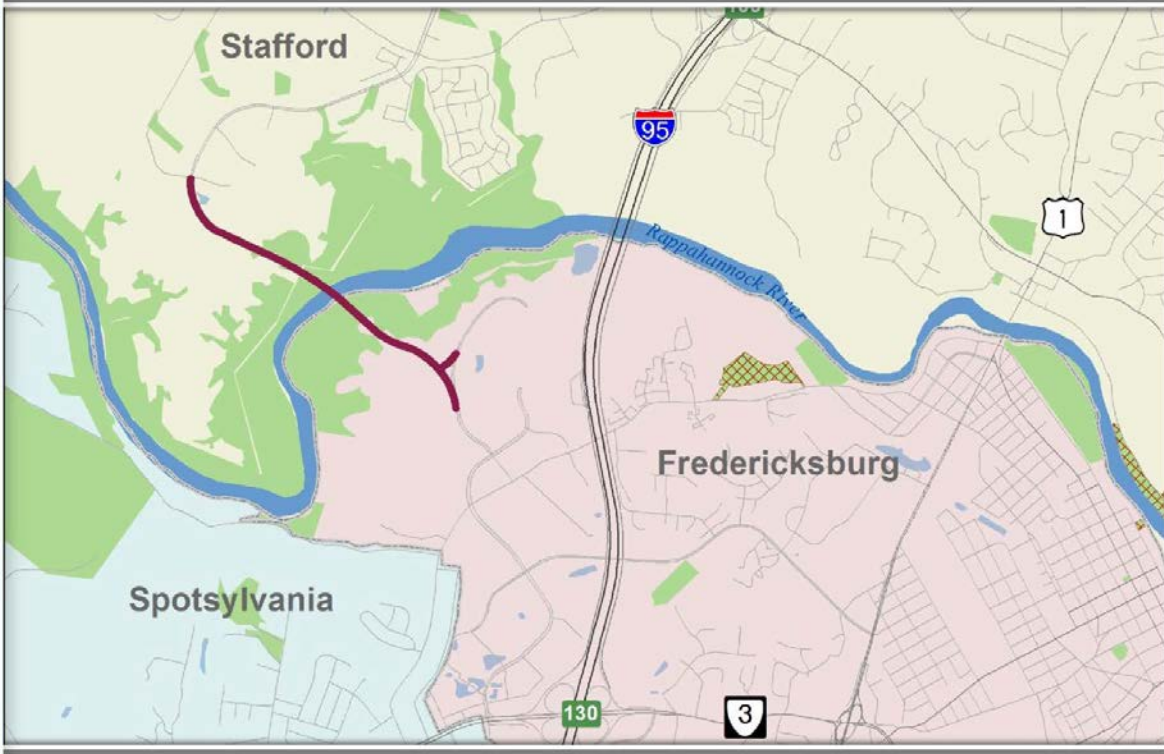 Stafford
95
1
Rappahannock River
Fredericksburg
Spotsylvania
130
3